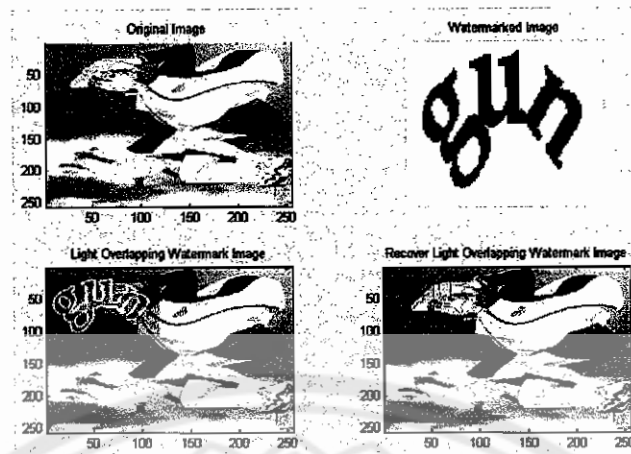 Original Image
Watermarked Image
50
100
150
200
250
50 100 150 200 250
gun
Light Overlapping Watermark Image
Recover Light Overlapping Watermark Image
50
100
150
200
250
50 100 150 200 250
gun
50
100
150
200
250
50 100 150 200 250